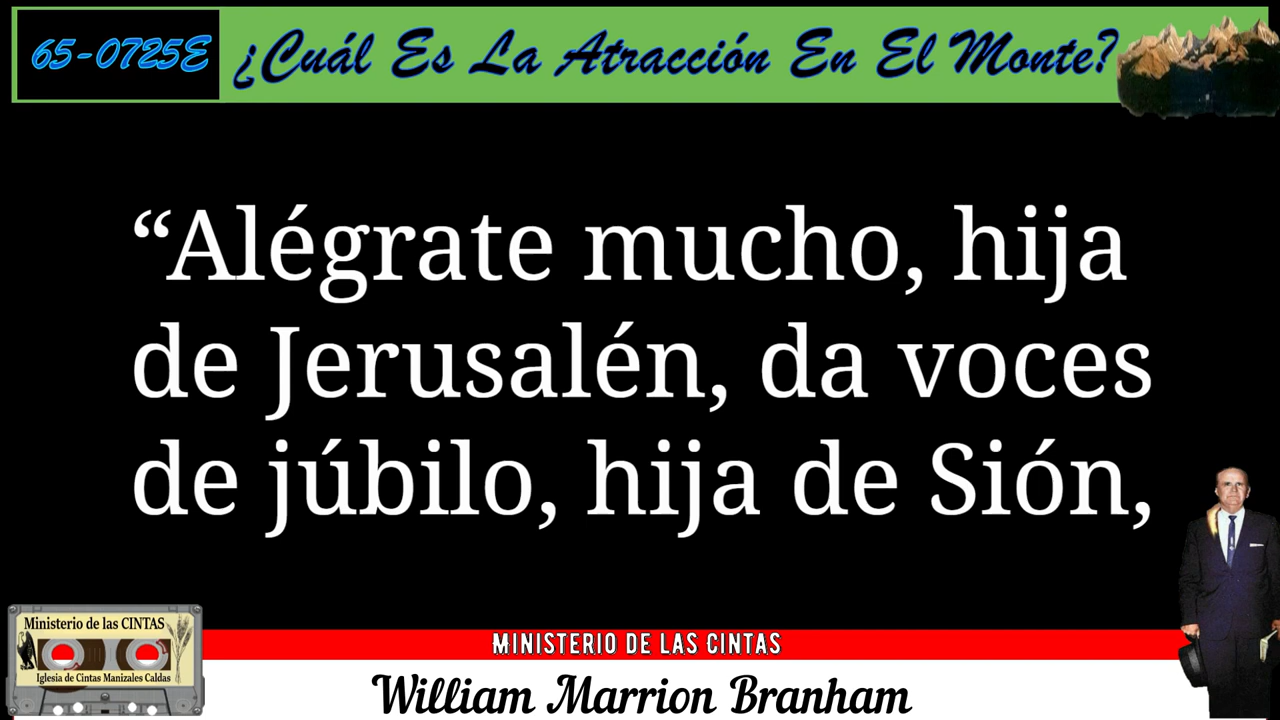 65-0725E ¿Cuál Es La Atracción En El Monte?
“Alégrate mucho, hija
de Jerusalén, da voces
de júbilo, hija de Sión,
Ministerio de las CINTAS
Iglesia de Cintas Manizales Caldas
MINISTERIO DE LAS CINTAS
William Marrion Branham